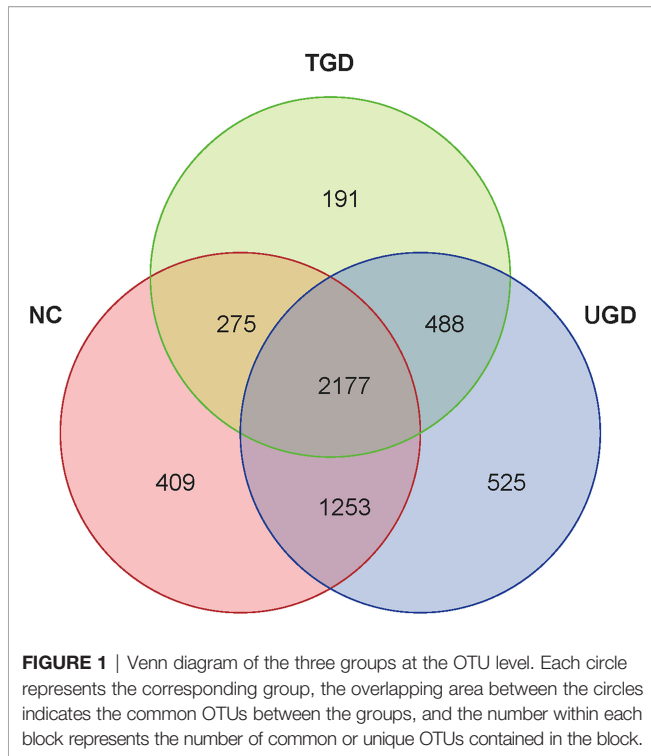 TGD
191
NC
275
488
UGD
2177
409
1253
525
FIGURE 1 | Venn diagram of the three groups at the OTU level. Each circle
represents the corresponding group, the overlapping area between the circles
indicates the common OTUs between the groups, and the number within each
block represents the number of common or unique OTUs contained in the block.